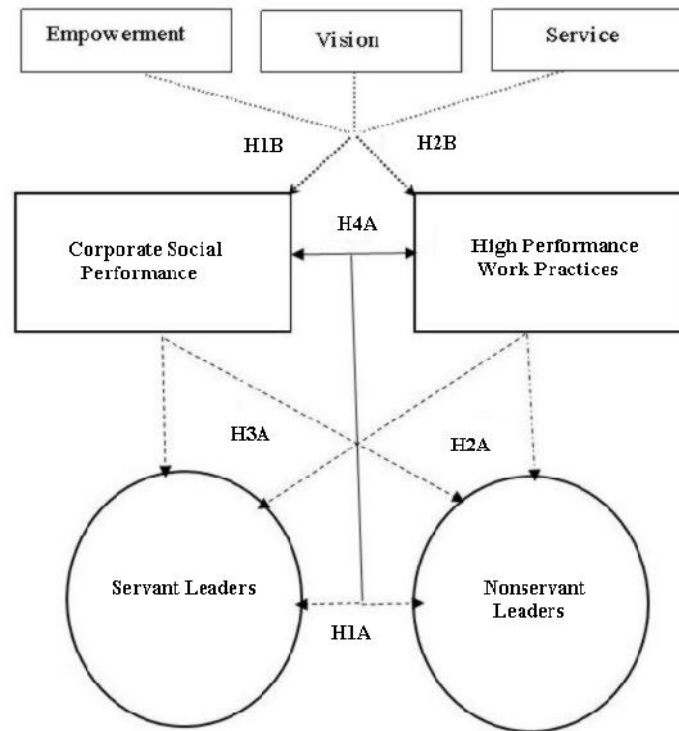 Empowerment
Vision
Service
H1B
H2B
H4A
Corporate Social
Performance
High Performance
Work Practices
H3A
H2A
Servant Leaders
Nonservant
Leaders
H1A